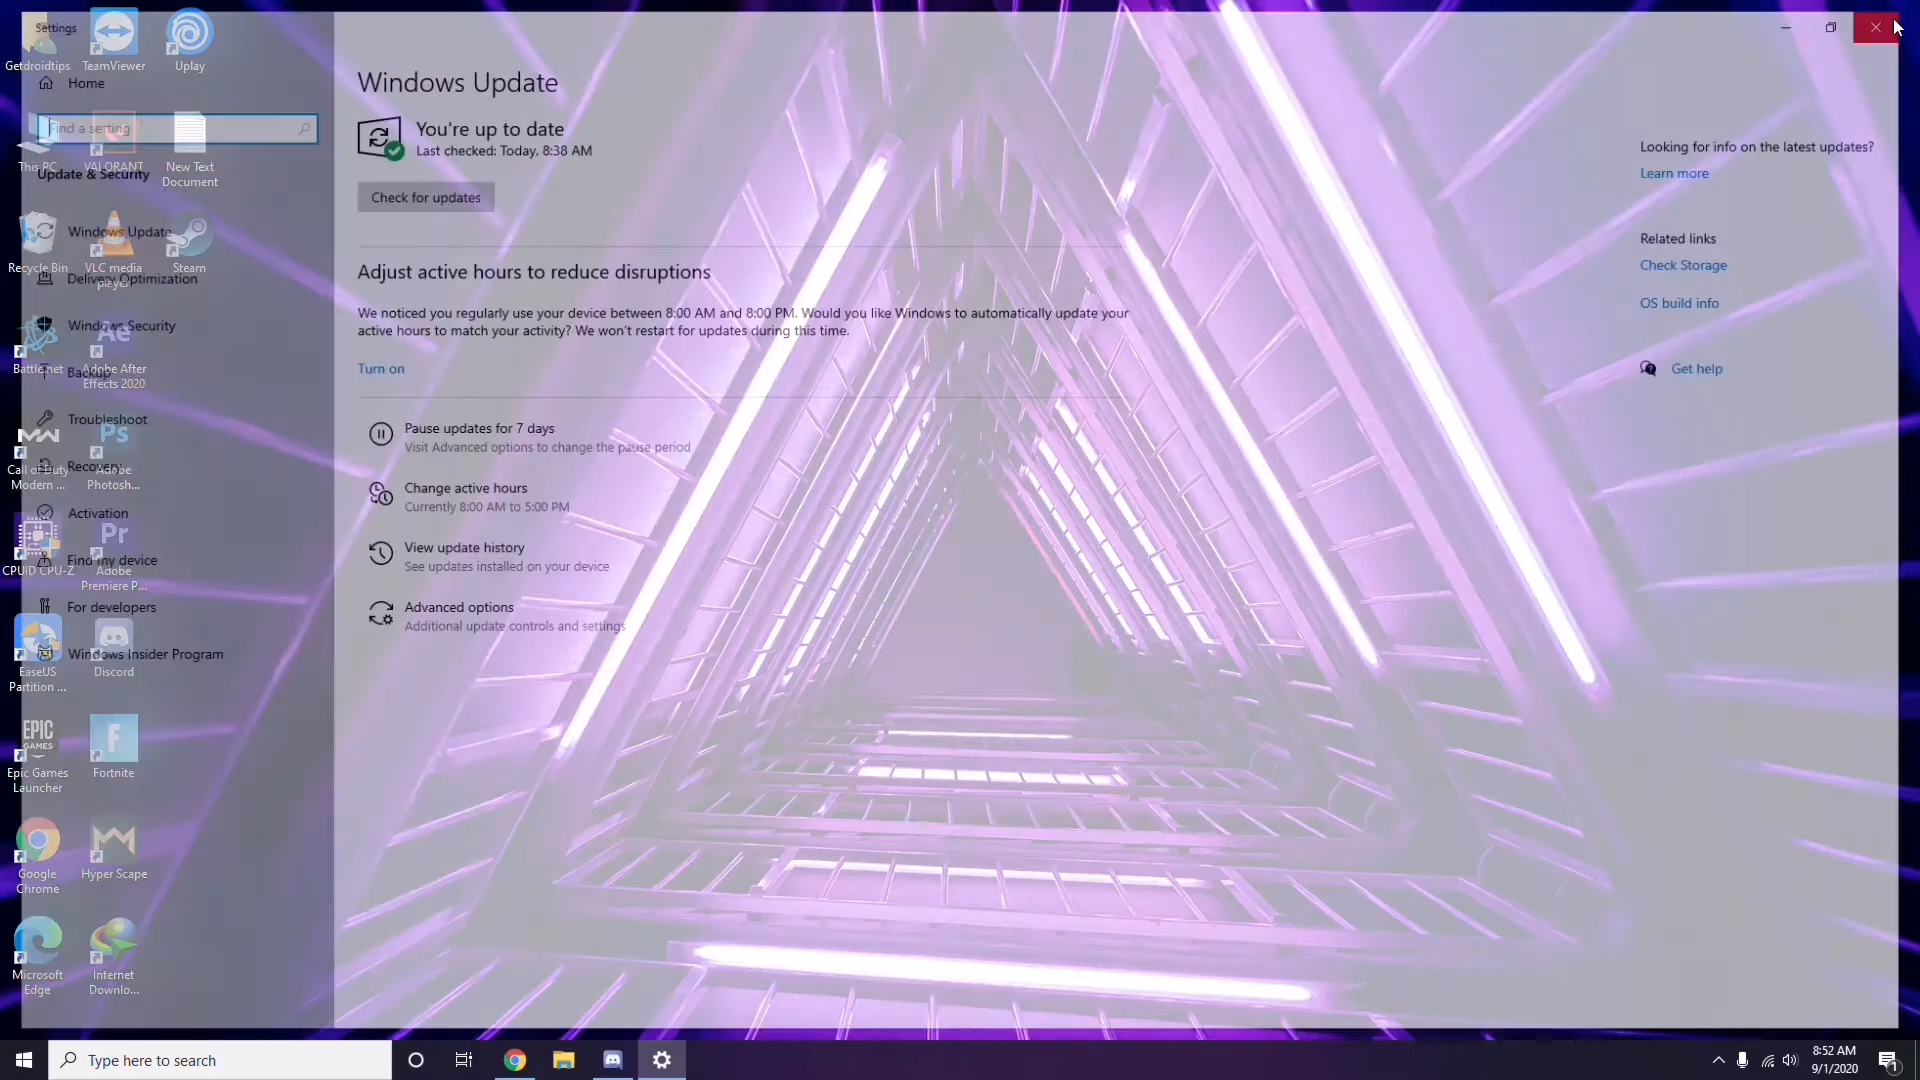 Settings
Home
Find a setting
Update & Security
Windows Update
Delivery Optimization
Windows Security
Backup
Troubleshoot
Recovery
Activation
Find my device
For developers
Windows Insider Program
Windows Update
You're up to date
Last checked: Today, 8:38 AM
Check for updates
Adjust active hours to reduce disruptions
We noticed you regularly use your device between 8:00 AM and 8:00 PM. Would you like Windows to automatically update your
active hours to match your activity? We won't restart for updates during this time.
Turn on
Pause updates for 7 days
Visit Advanced options to change the pause period
Change active hours
Currently 8:00 AM to 5:00 PM
View update history
See updates installed on your device
Advanced options
Additional update controls and settings
Looking for info on the latest updates?
Learn more
Related links
Check Storage
OS build info
Get help
Getdroidtips
TeamViewer
Uplay
This PC
VALORANT
New Text
Document
Recycle Bin
VLC media
player
Steam
Battle.net
Ae
Adobe After
Effects 2020
MW
Call of Duty
Modern ...
Ps
Adobe
Photosh...
CPUID CPU-Z
Pr
Adobe
Premiere P...
EaseUS
Partition ...
Discord
EPIC
GAMES
Epic Games
Launcher
F
Fortnite
Google
Chrome
Hyper Scape
Microsoft
Edge
Internet
Downlo...
Type here to search
8:52 AM
9/1/2020
1